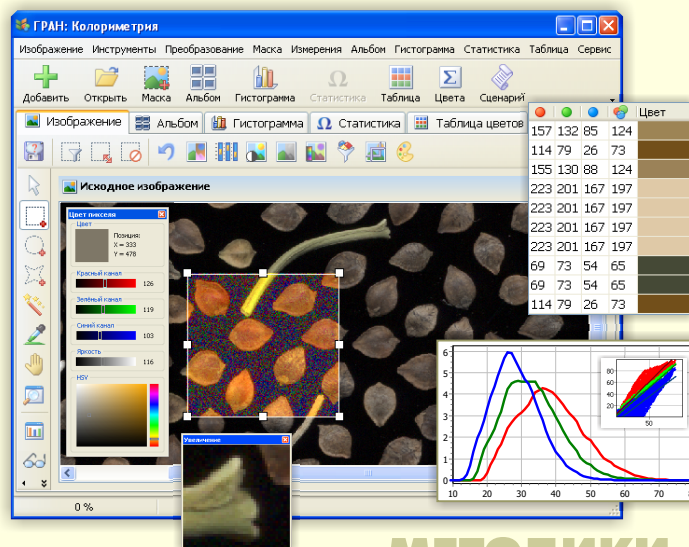 ГРАН: Колориметрия
Изображение Инструменты Преобразование Маска Измерения Альбом Гистограмма Статистика Таблица Сервис
Добавить Открыть Маска Альбом Гистограмма Статистика Таблица Цвета Сценарий
Изображение Альбом Гистограмма Статистика Таблица цветов
Исходное изображение
Цвет пикселя
Цвет
Позиция:
X = 333
Y = 478
Красный канал
126
Зелёный канал
119
Синий канал
103
Яркость
116
HSV
Увеличение
0 %
Цвет
157 132 85 124
114 79 26 73
155 130 88 124
223 201 167 197
223 201 167 197
223 201 167 197
223 201 167 197
69 73 54 65
69 73 54 65
114 79 26 73
6
5
4
3
2
1
0
10 20 30 40 50 60 70
80
60
40
20
50
МЕТОДИКИ